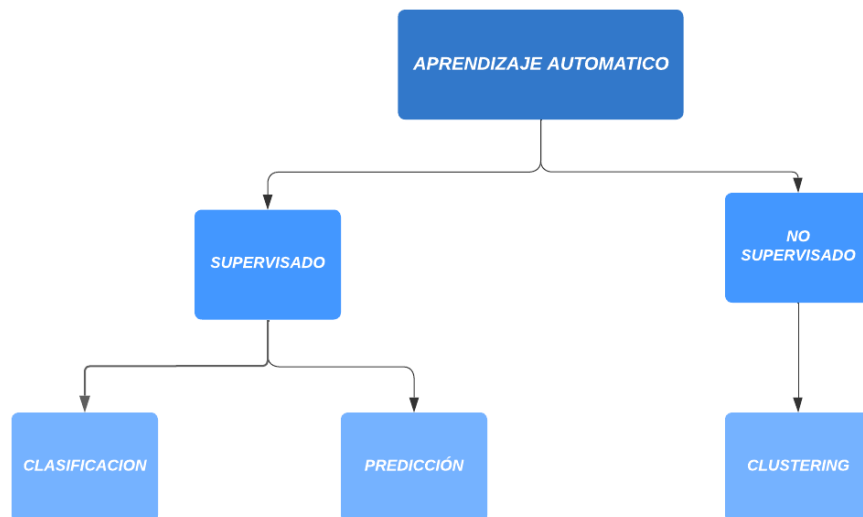 APRENDIZAJE AUTOMATICO
SUPERVISADO
NO
SUPERVISADO
CLASIFICACION
PREDICCIÓN
CLUSTERING